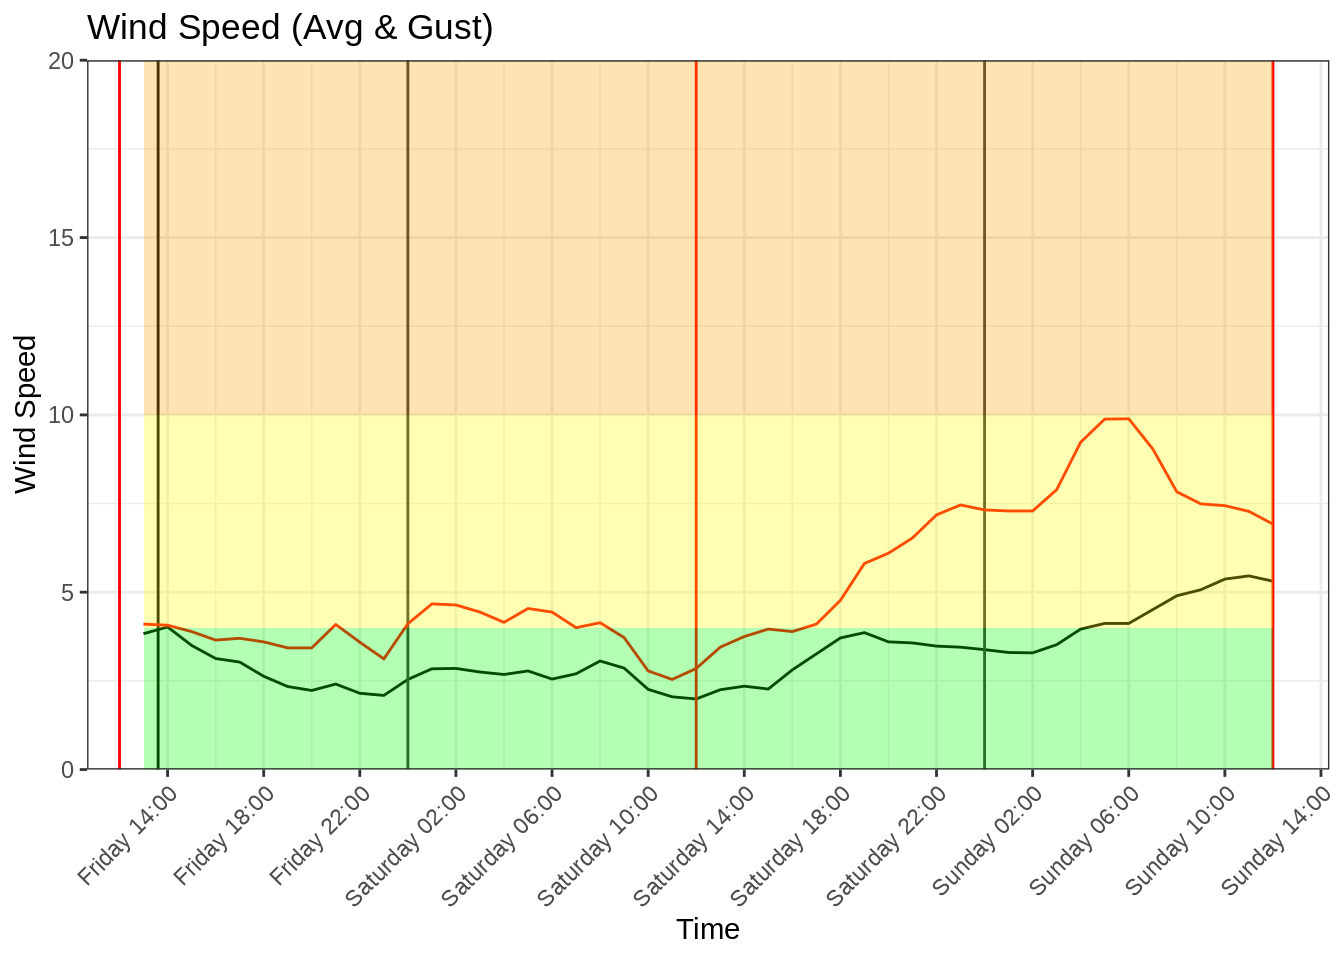 Wind Speed (Avg & Gust)
20
15
10
5
0
Wind Speed
Friday 14:00
Friday 18:00
Friday 22:00
Saturday 02:00
Saturday 06:00
Saturday 10:00
Saturday 14:00
Saturday 18:00
Saturday 22:00
Sunday 02:00
Sunday 06:00
Sunday 10:00
Sunday 14:00
Time